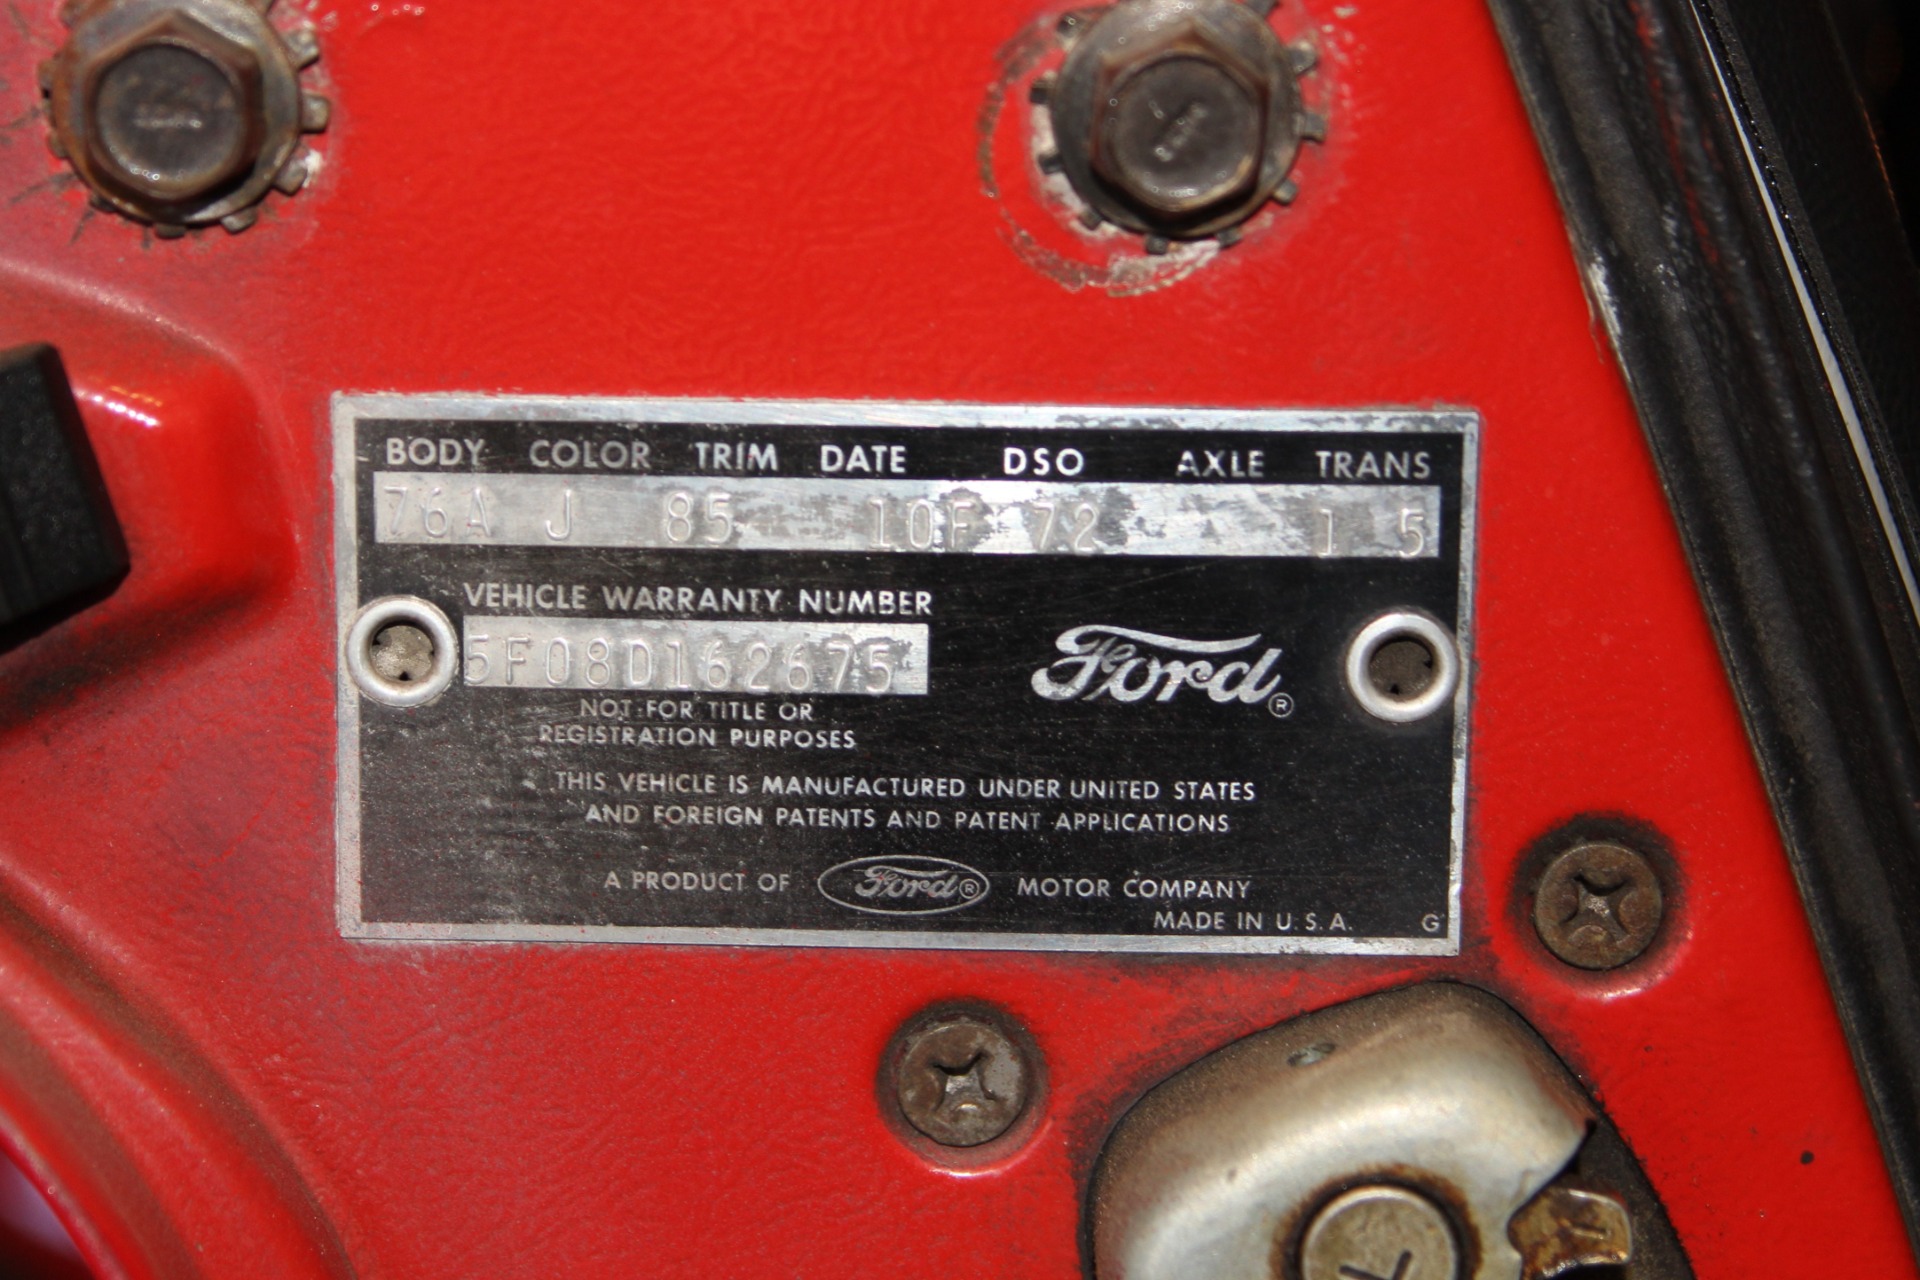 BODY COLOR TRIM DATE DSO AXLE TRANS
76A J 85 10F 72 1 5
VEHICLE WARRANTY NUMBER
5F08D162675
Ford®
NOT FOR TITLE OR
REGISTRATION PURPOSES
THIS VEHICLE IS MANUFACTURED UNDER UNITED STATES
AND FOREIGN PATENTS AND PATENT APPLICATIONS
A PRODUCT OF Ford® MOTOR COMPANY
MADE IN U.S.A. G